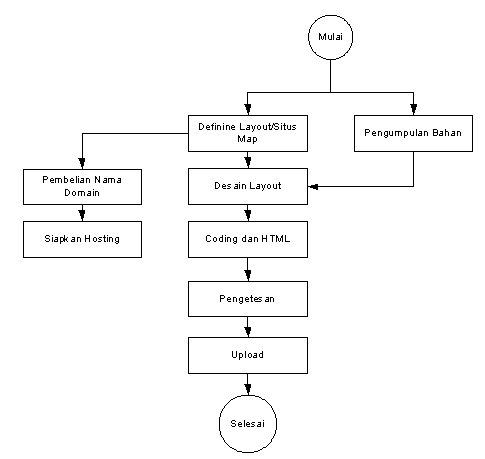 Mulai
Definine Layout/Situs
Map
Pengumpulan Bahan
Pembelian Nama
Domain
Desain Layout
Siapkan Hosting
Coding dan HTML
Pengetesan
Upload
Selesai